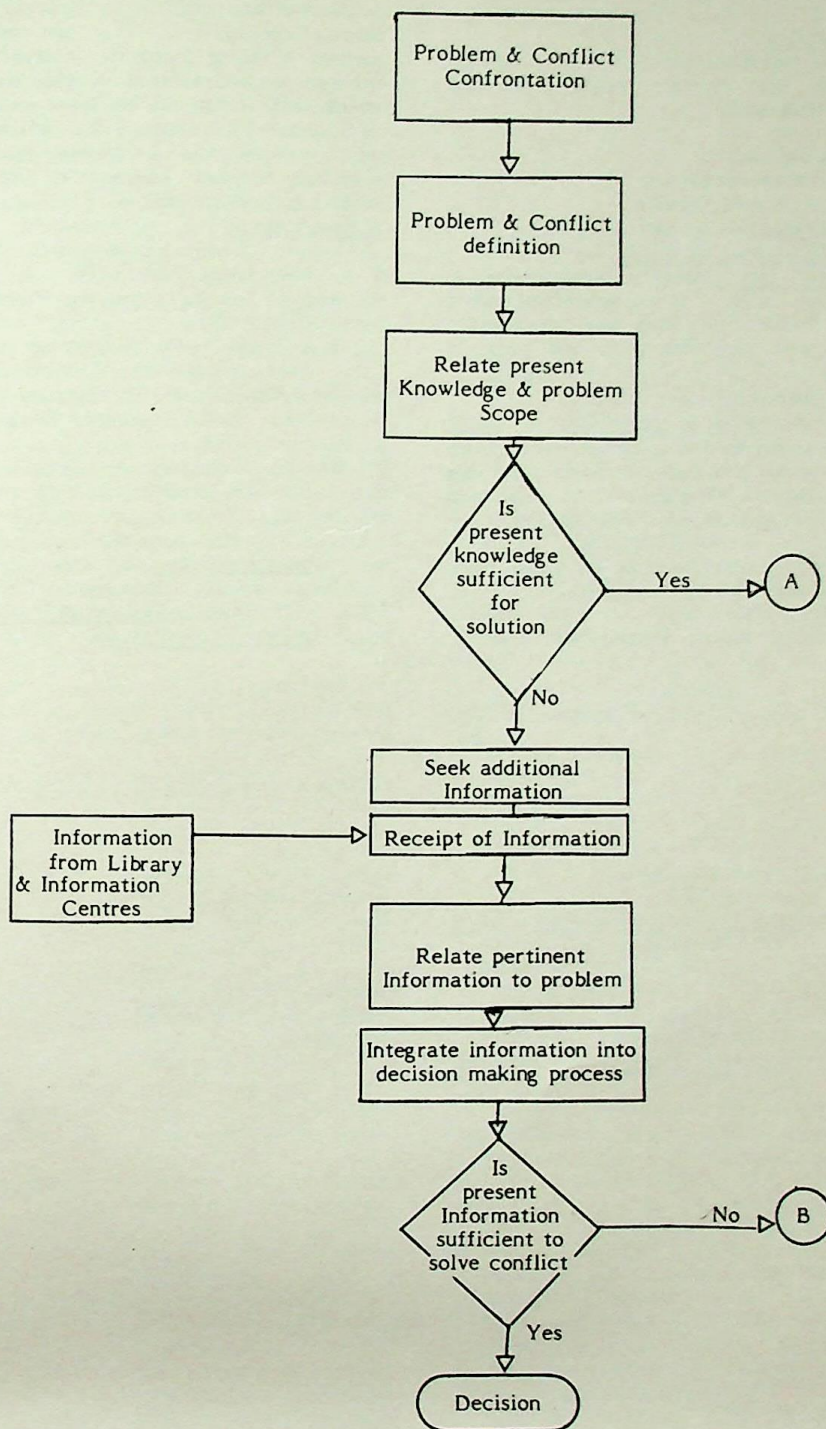 Problem & Conflict
Confrontation
Problem & Conflict
definition
Relate present
Knowledge & problem
Scope
Is
present
knowledge
sufficient
for
solution
Yes
A
No
Seek additional
Information
Information
from Library
& Information
Centres
Receipt of Information
Relate pertinent
Information to problem
Integrate information into
decision making process
Is
present
Information
sufficient to
solve conflict
No
B
Yes
Decision